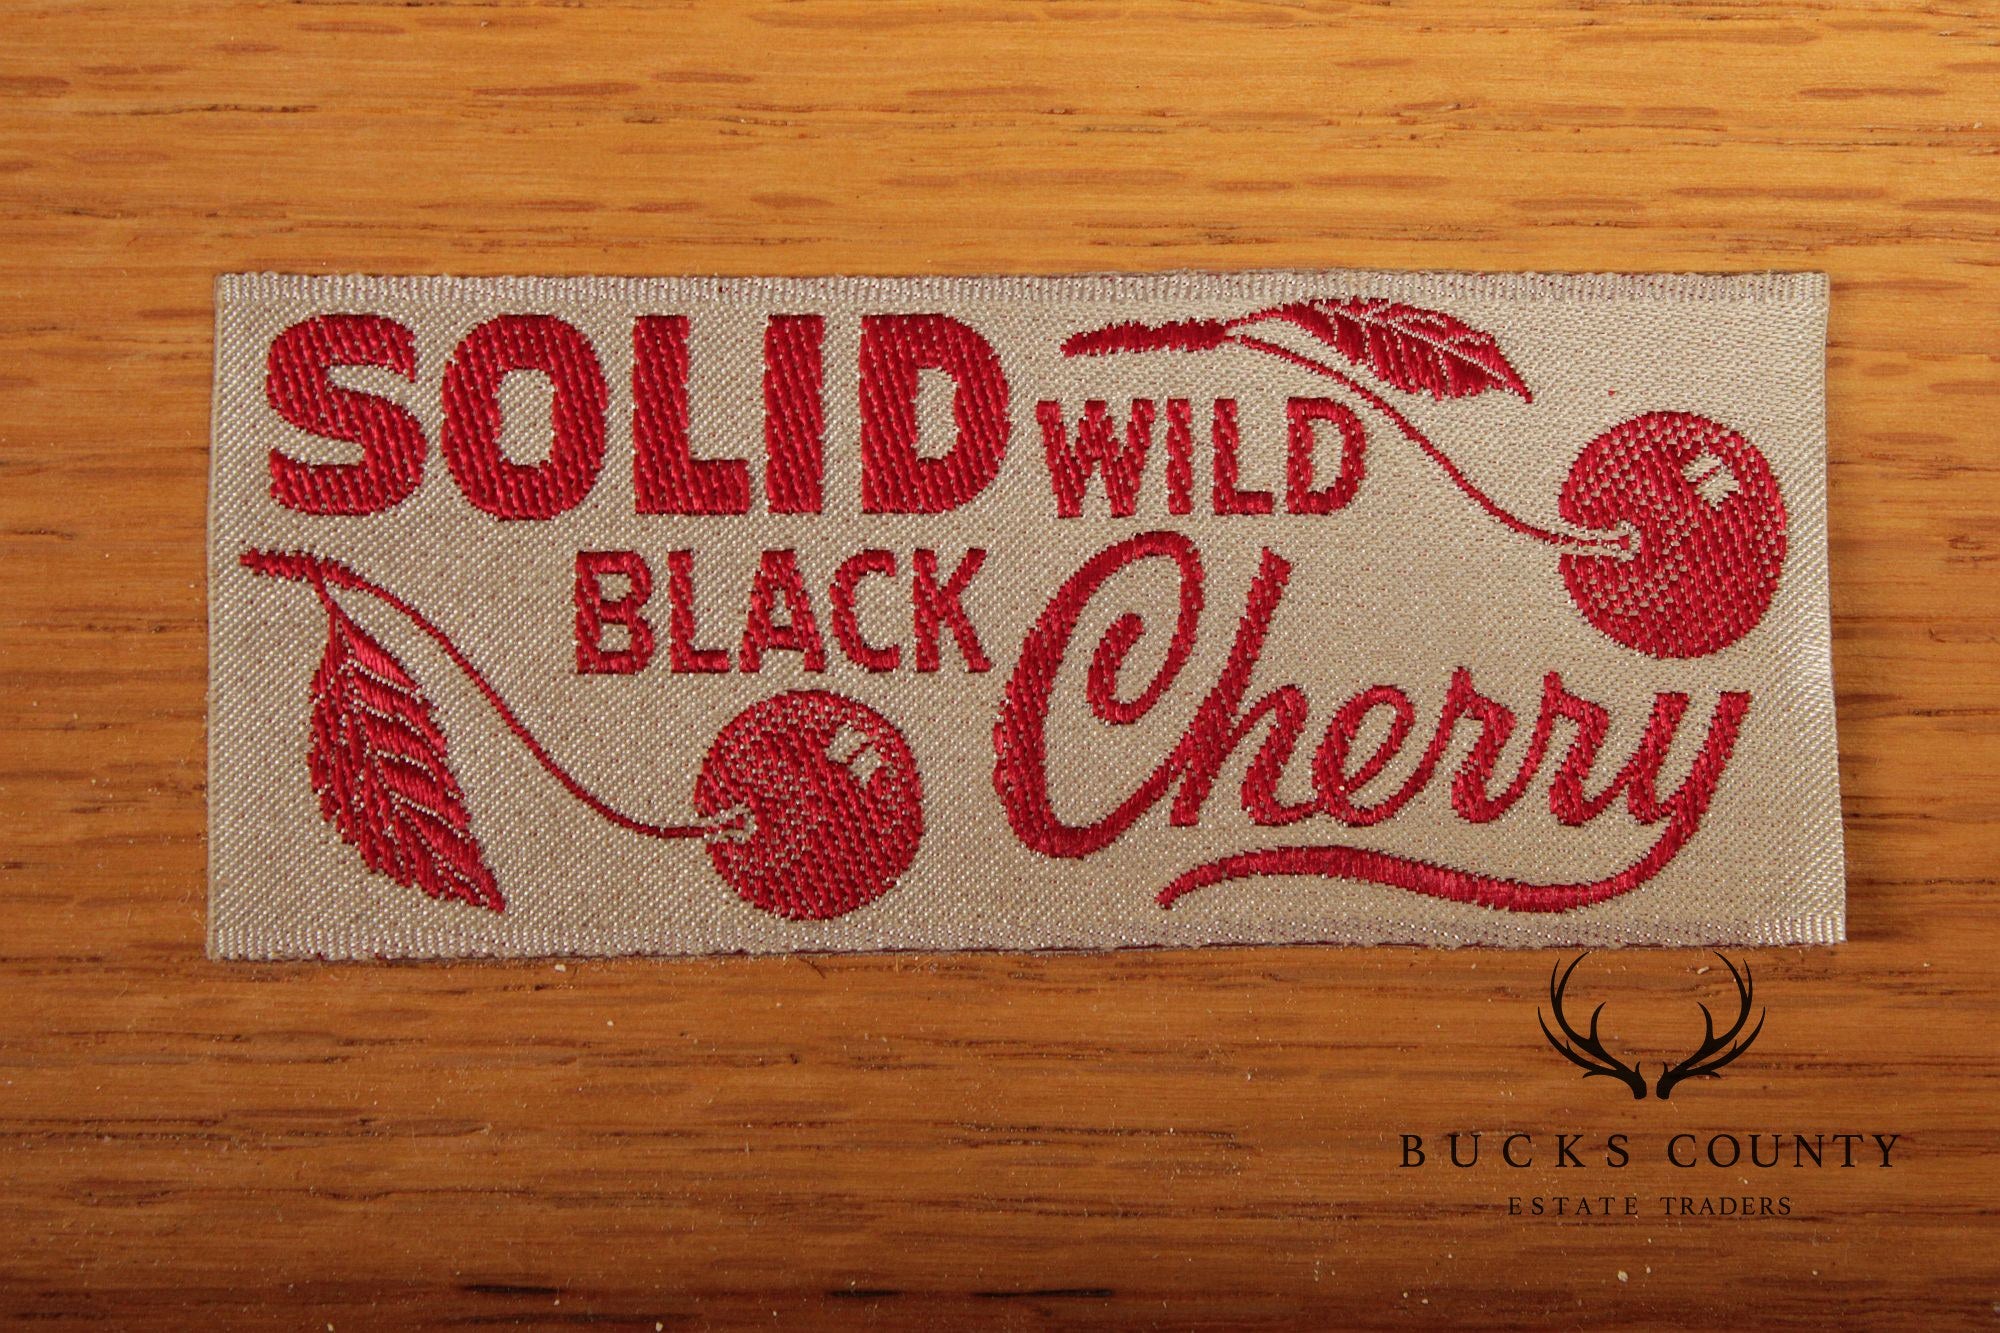 SOLID WILD
BLACK Cherry
BUCKS COUNTY
ESTATE TRADERS